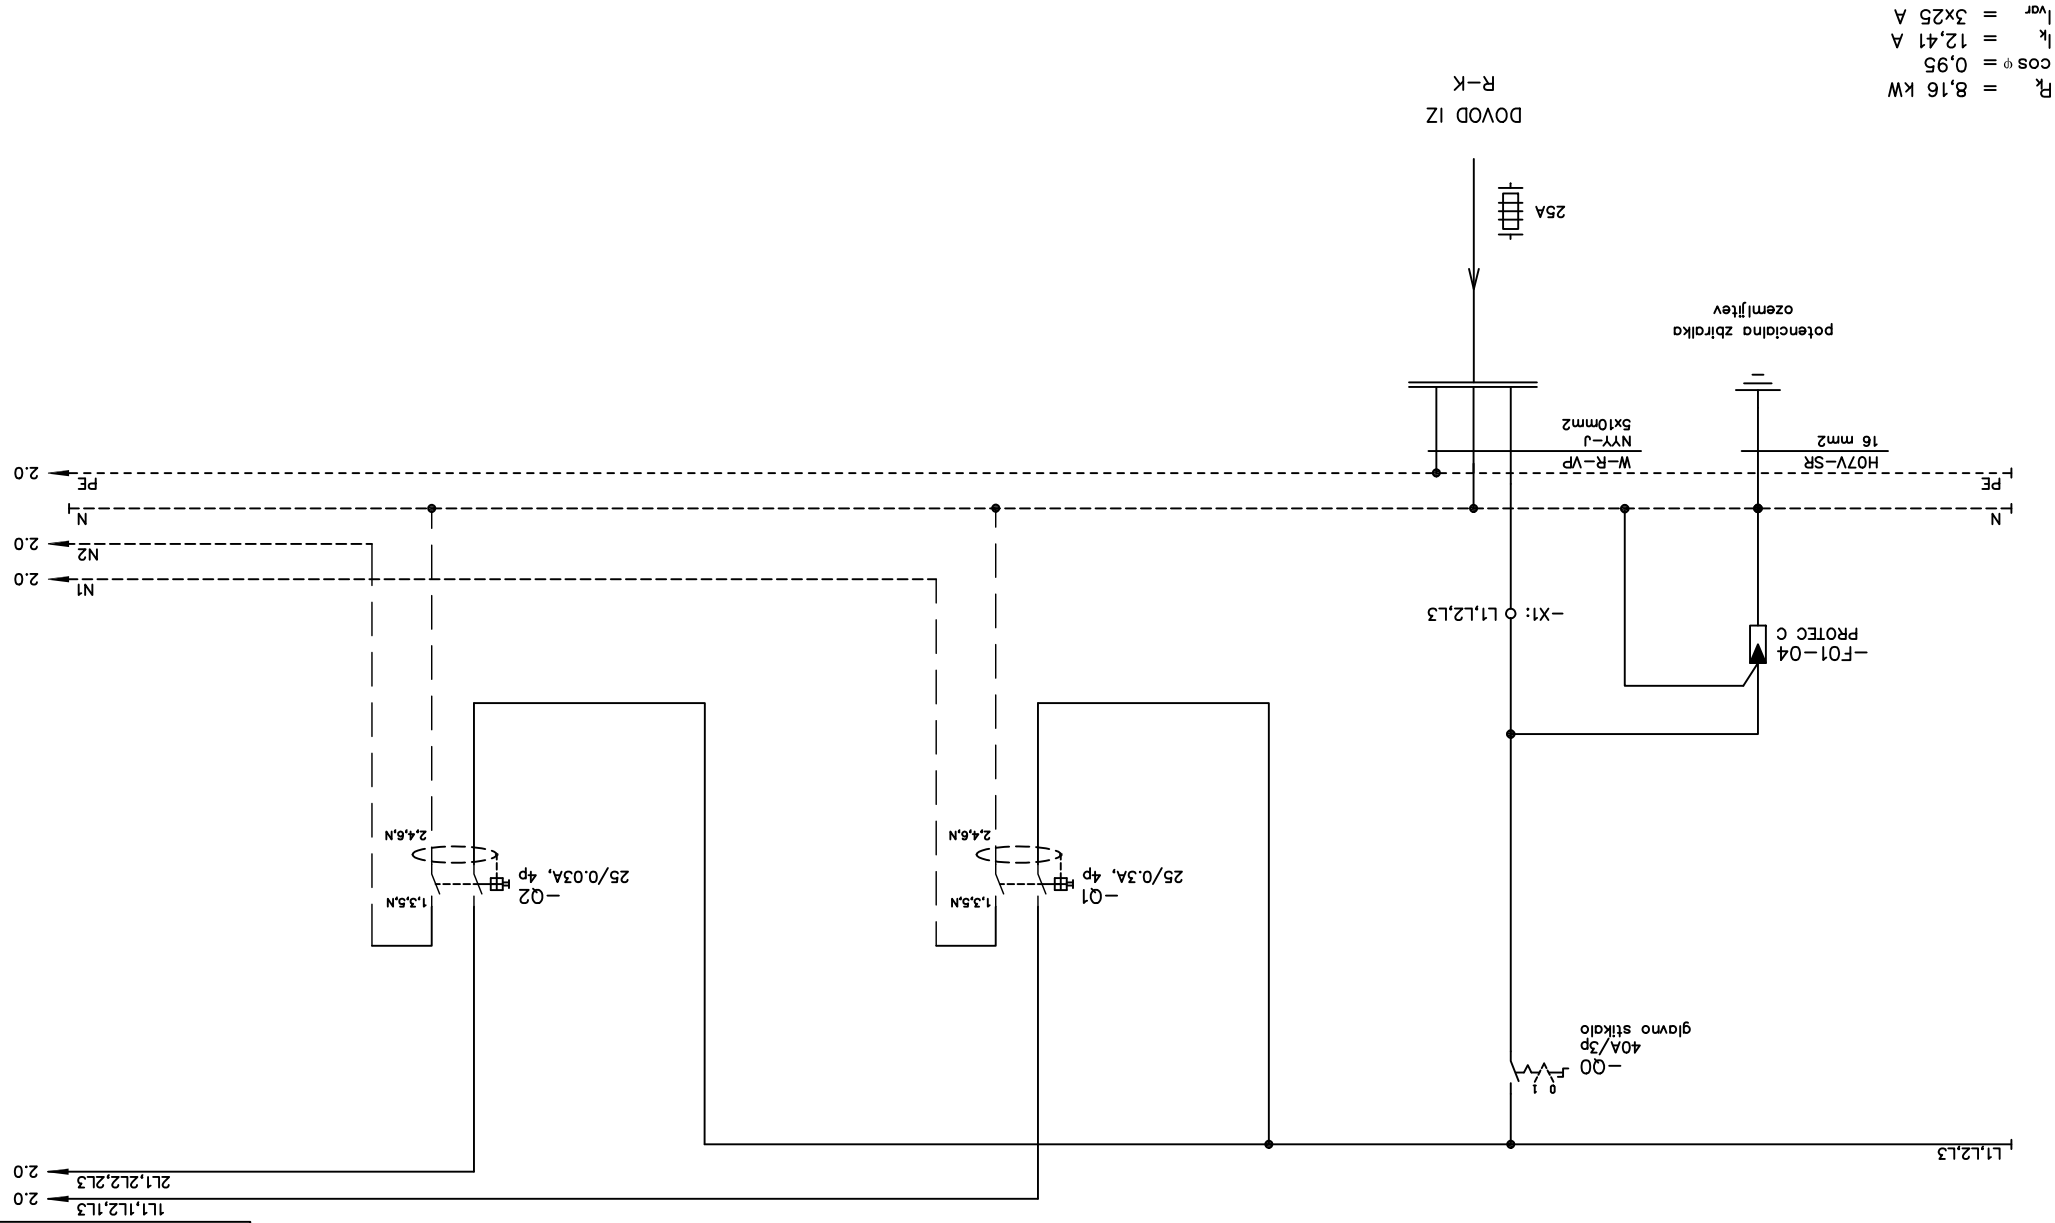 1L1,1L2,1L3
2.0
2L1,2L2,2L3
2.0
L1,L2,L3
0 1
-Q0
40A/3p
glavno stikalo
-Q1
25/0.3A, 4p
1,3,5,N
2,4,6,N
-Q2
25/0.03A, 4p
1,3,5,N
2,4,6,N
-F01-04
PROTEC C
-X1: L1,L2,L3
N1
2.0
N2
2.0
N
N
PE
PE
2.0
H07V-SR
16 mm2
W-R-VP
NYY-J
5x10mm2
potencialna zbiralka
ozemljitev
25A
DOVOD IZ
R-K
Pk = 8,16 kW
cos φ = 0,95
Ik = 12,41 A
Ivar = 3x25 A